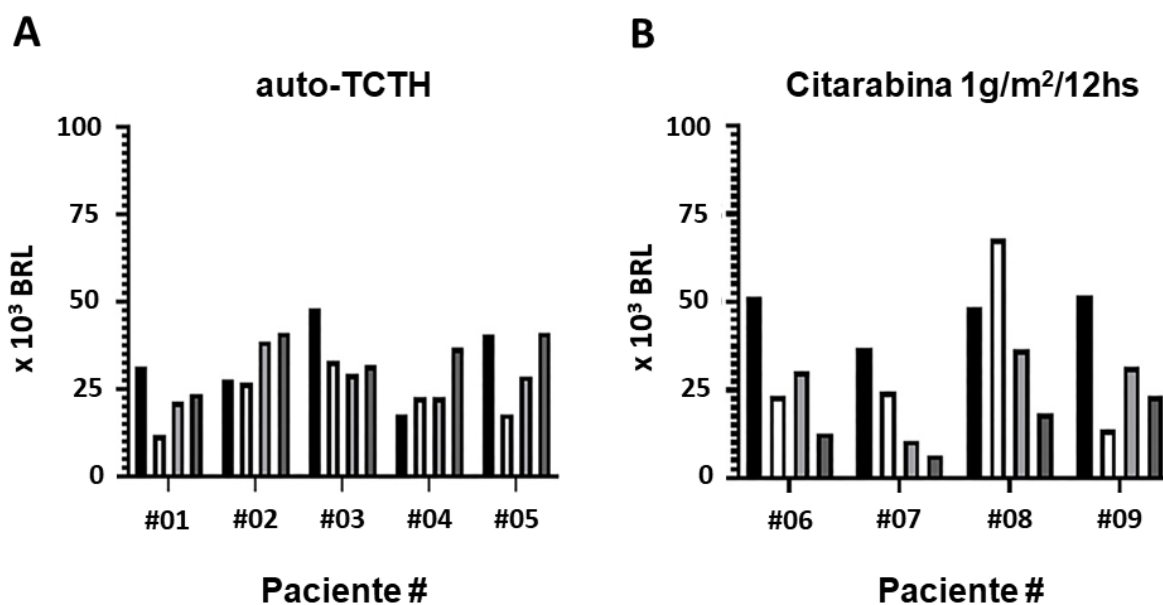 A
auto-TCTH
100
75
50
25
0
x 10³ BRL
#01 #02 #03 #04 #05
Paciente #
B
Citarabina 1g/m²/12hs
100
75
50
25
0
x 10³ BRL
#06 #07 #08 #09
Paciente #